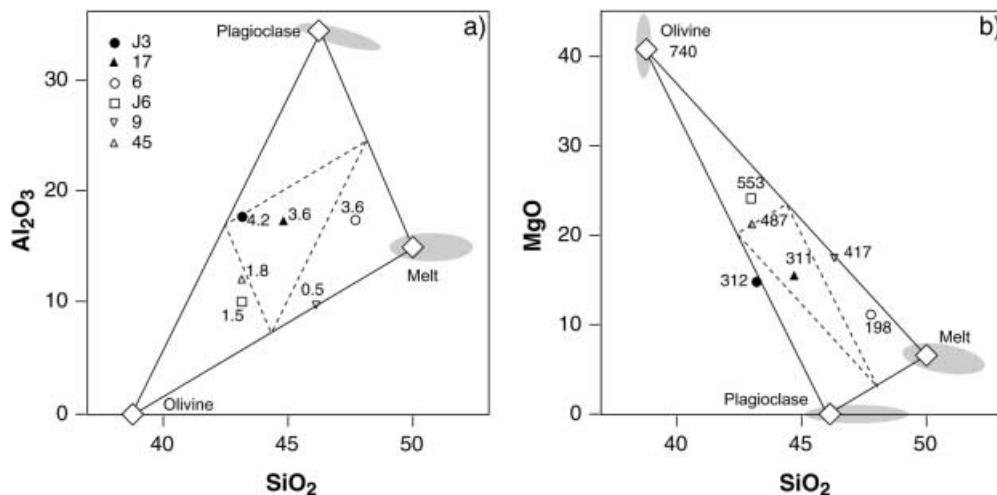 a)
Plagioclase
J3
17
6
J6
9
45
30
20
10
0
Al₂O₃
4.2
3.6
3.6
1.8
1.5
0.5
Melt
Olivine
40
45
50
SiO₂
b)
Olivine
740
40
30
20
10
0
MgO
553
487
417
311
312
198
Melt
Plagioclase
40
45
50
SiO₂